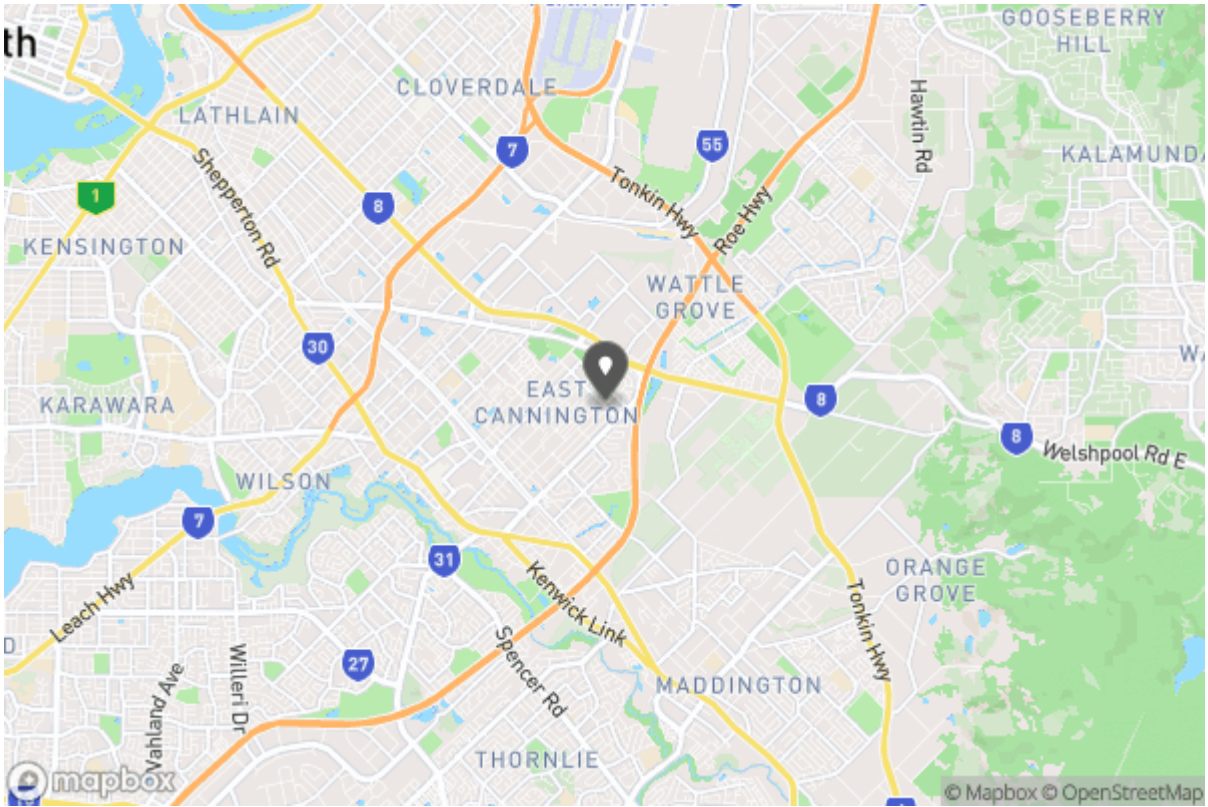 GOOSEBERRY
HILL
th
CLOVERDALE
LATHLAIN
Hawtin Rd
55
7
KALAMUNDA
Shepperton Rd
Tonkin Hwy
1
8
Roe Hwy
KENSINGTON
WATTLE
GROVE
30
EAST
CANNINGTON
KARAWARA
8
8
Welshpool Rd E
WILSON
7
31
ORANGE
GROVE
Kenwick Link
Leach Hwy
Tonkin Hwy
27
Spencer Rd
Willeri Dr
Vahland Ave
MADDINGTON
THORNLIE
mapbox
© Mapbox © OpenStreetMap